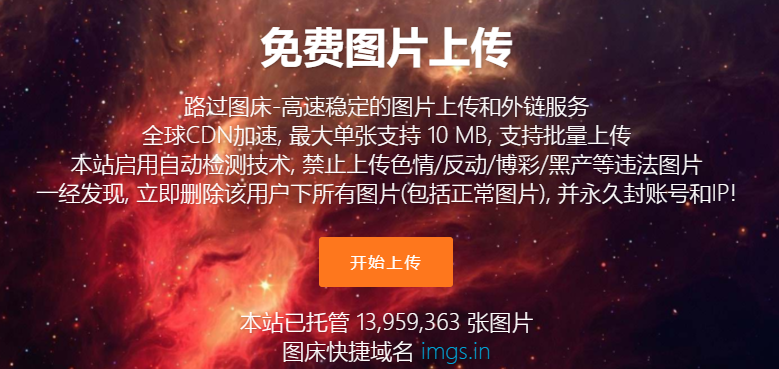 免费图片上传
路过图床-高速稳定的图片上传和外链服务
全球CDN加速, 最大单张支持 10 MB, 支持批量上传
本站启用自动检测技术, 禁止上传色情/反动/博彩/黑产等违法图片
一经发现, 立即删除该用户下所有图片(包括正常图片), 并永久封账号和IP!
开始上传
本站已托管 13,959,363 张图片
图床快捷域名 imgs.in